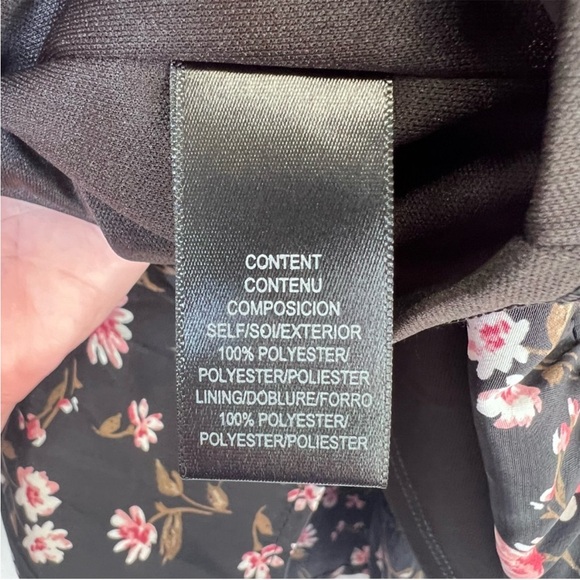 CONTENT
CONTENU
COMPOSICION
SELF/SOI/EXTERIOR
100% POLYESTER/
POLYESTER/POLIESTER
LINING/DOBLURE/FORRO
100% POLYESTER/
POLYESTER/POLIESTER